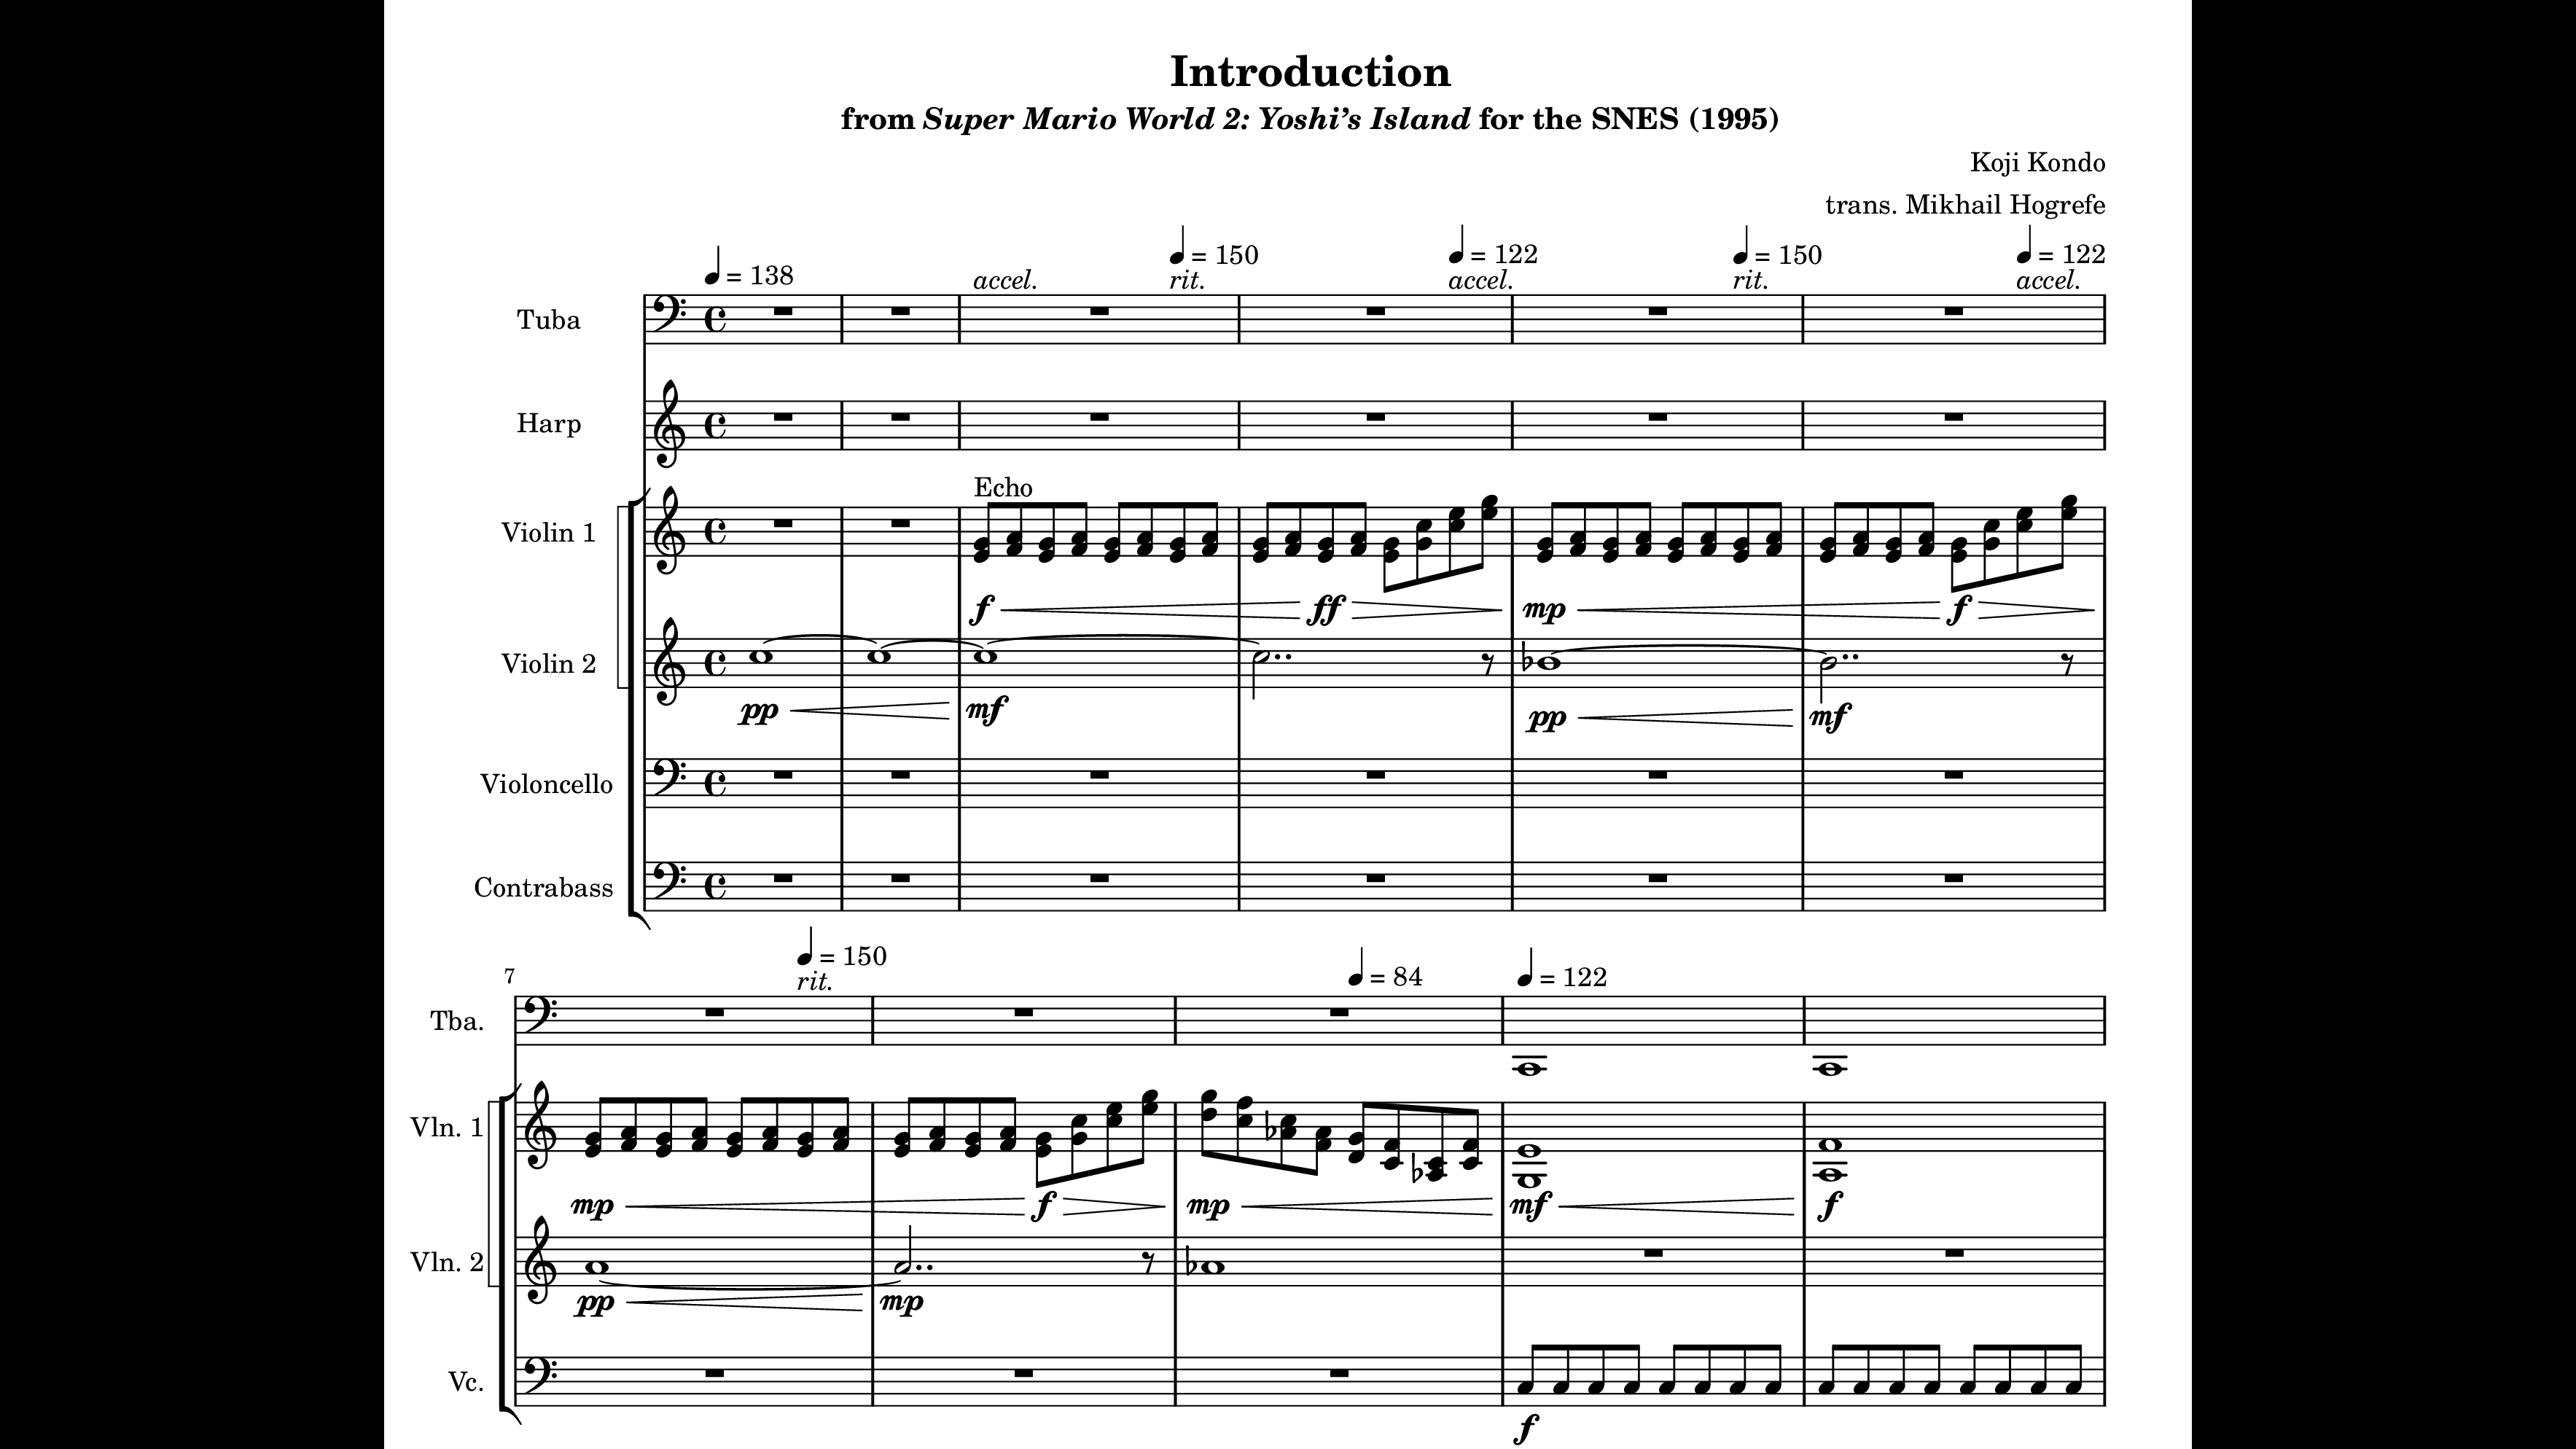 Introduction
from Super Mario World 2: Yoshi's Island for the SNES (1995)
Koji Kondo
trans. Mikhail Hogrefe
♩ = 138 accel. ♩ = 150 rit. ♩ = 122 accel. ♩ = 150 rit. ♩ = 122 accel.
Tuba
Harp
Echo
Violin 1
f ff mp f
Violin 2
pp mf pp mf
Violoncello
Contrabass
7 ♩ = 150 rit. ♩ = 84 ♩ = 122
Tba.
Vln. 1
mp f mp mf f
Vln. 2
pp mp
Vc.
f